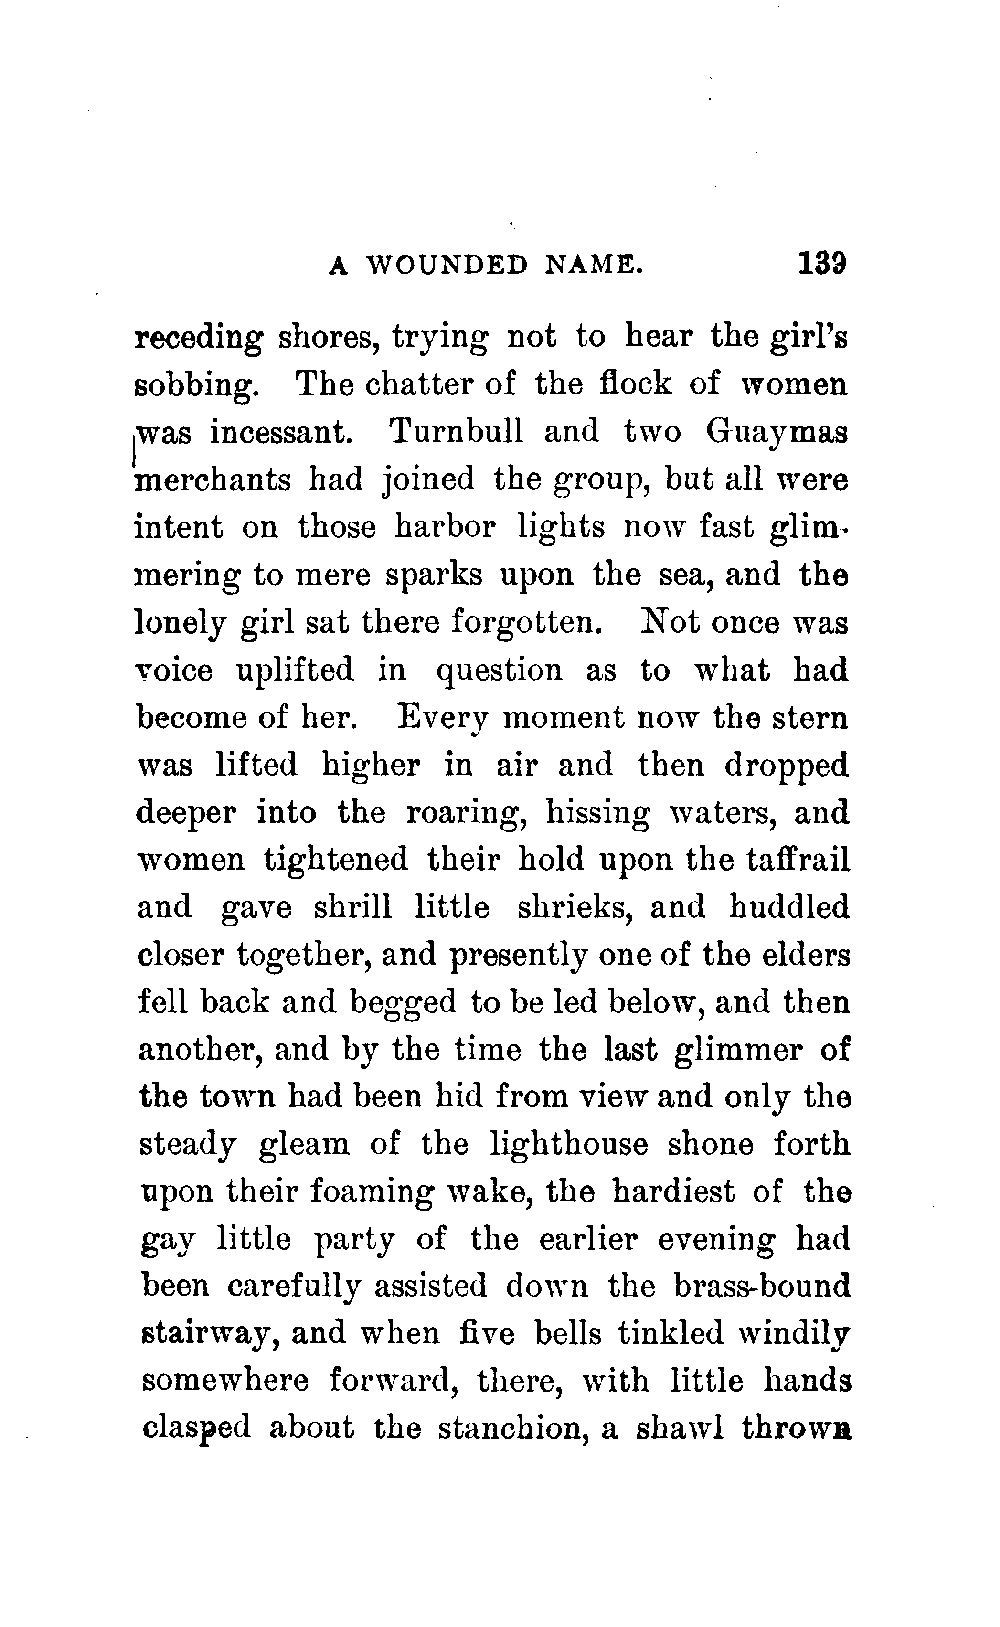 A WOUNDED NAME. 139
receding shores, trying not to hear the girl's
sobbing. The chatter of the flock of women
was incessant. Turnbull and two Guaymas
merchants had joined the group, but all were
intent on those harbor lights now fast glim-
mering to mere sparks upon the sea, and the
lonely girl sat there forgotten. Not once was
voice uplifted in question as to what had
become of her. Every moment now the stern
was lifted higher in air and then dropped
deeper into the roaring, hissing waters, and
women tightened their hold upon the taffrail
and gave shrill little shrieks, and huddled
closer together, and presently one of the elders
fell back and begged to be led below, and then
another, and by the time the last glimmer of
the town had been hid from view and only the
steady gleam of the lighthouse shone forth
upon their foaming wake, the hardiest of the
gay little party of the earlier evening had
been carefully assisted down the brass-bound
stairway, and when five bells tinkled windily
somewhere forward, there, with little hands
clasped about the stanchion, a shawl thrown